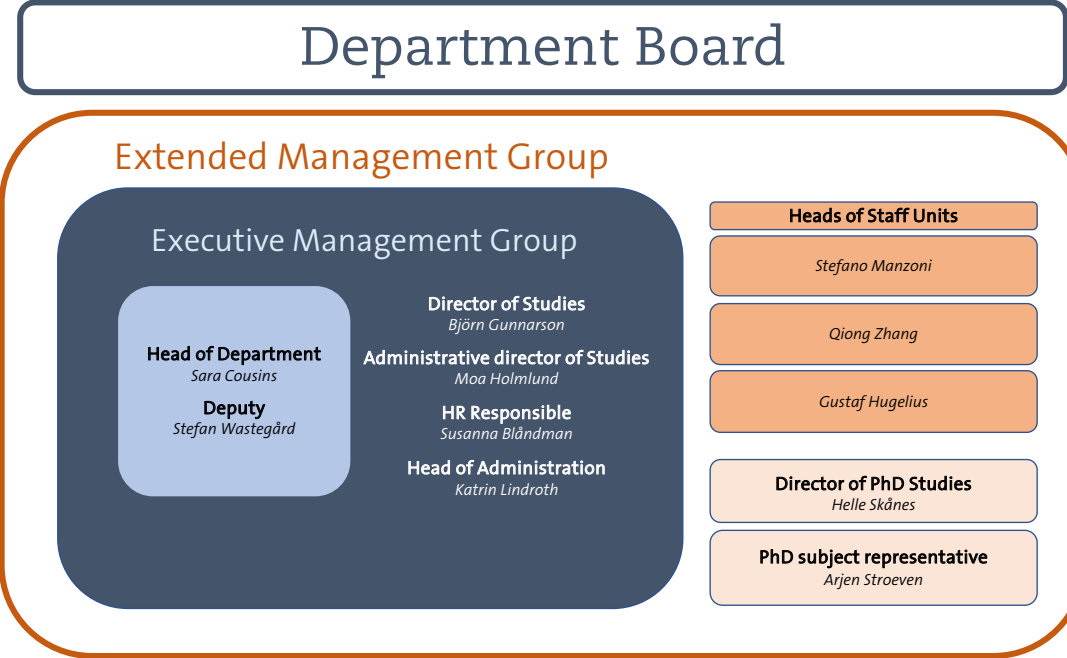 Department Board
Extended Management Group
Executive Management Group
Head of Department
Sara Cousins
Deputy
Stefan Wastegård
Director of Studies
Björn Gunnarson
Administrative director of Studies
Moa Holmlund
HR Responsible
Susanna Blåndman
Head of Administration
Katrin Lindroth
Heads of Staff Units
Stefano Manzoni
Qiong Zhang
Gustaf Hugelius
Director of PhD Studies
Helle Skånes
PhD subject representative
Arjen Stroeven